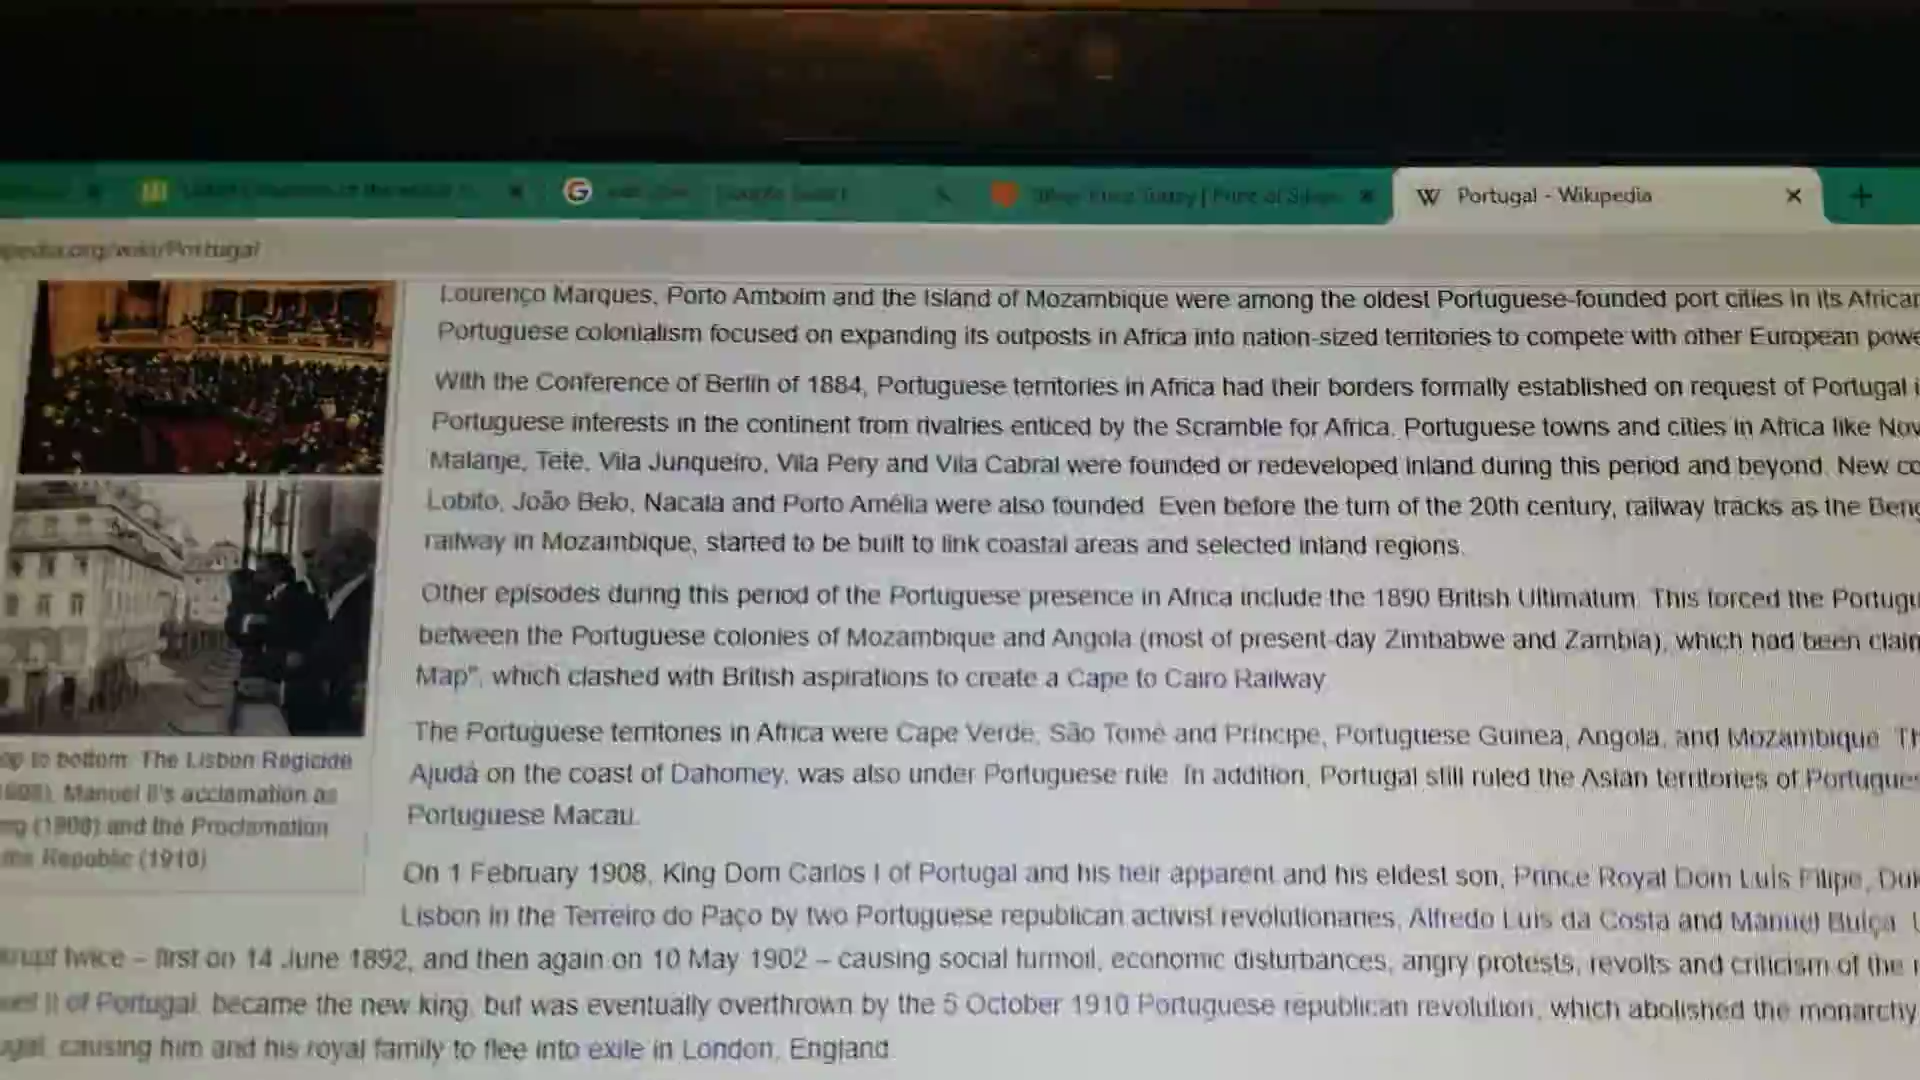 Portugal - Wikipedia
pedia.org/wiki/Portugal
Lourenço Marques, Porto Amboim and the Island of Mozambique were among the oldest Portuguese-founded port cities in its African
Portuguese colonialism focused on expanding its outposts in Africa into nation-sized territories to compete with other European powe
With the Conference of Berlin of 1884, Portuguese territories in Africa had their borders formally established on request of Portugal i
Portuguese interests in the continent from rivalries enticed by the Scramble for Africa. Portuguese towns and cities in Africa like Nov
Malanje, Tete, Vila Junqueiro, Vila Pery and Vila Cabral were founded or redeveloped inland during this period and beyond. New co
Lobito, João Belo, Nacala and Porto Amélia were also founded. Even before the turn of the 20th century, railway tracks as the Beng
railway in Mozambique, started to be built to link coastal areas and selected inland regions.
Other episodes during this period of the Portuguese presence in Africa include the 1890 British Ultimatum. This forced the Portugu
between the Portuguese colonies of Mozambique and Angola (most of present-day Zimbabwe and Zambia), which had been claim
Map", which clashed with British aspirations to create a Cape to Cairo Railway.
The Portuguese territories in Africa were Cape Verde, São Tomé and Príncipe, Portuguese Guinea, Angola, and Mozambique. Th
Ajudá on the coast of Dahomey, was also under Portuguese rule. In addition, Portugal still ruled the Asian territories of Portugues
Portuguese Macau.
op to bottom: The Lisbon Regicide
1908), Manuel II's acclamation as
ng (1908) and the Proclamation
the Republic (1910)
On 1 February 1908, King Dom Carlos I of Portugal and his heir apparent and his eldest son, Prince Royal Dom Luís Filipe, Duk
Lisbon in the Terreiro do Paço by two Portuguese republican activist revolutionaries, Alfredo Luís da Costa and Manuel Buíça. U
krupt twice – first on 14 June 1892, and then again on 10 May 1902 – causing social turmoil, economic disturbances, angry protests, revolts and criticism of the
uel II of Portugal, became the new king, but was eventually overthrown by the 5 October 1910 Portuguese republican revolution, which abolished the monarchy
ugal, causing him and his royal family to flee into exile in London, England.